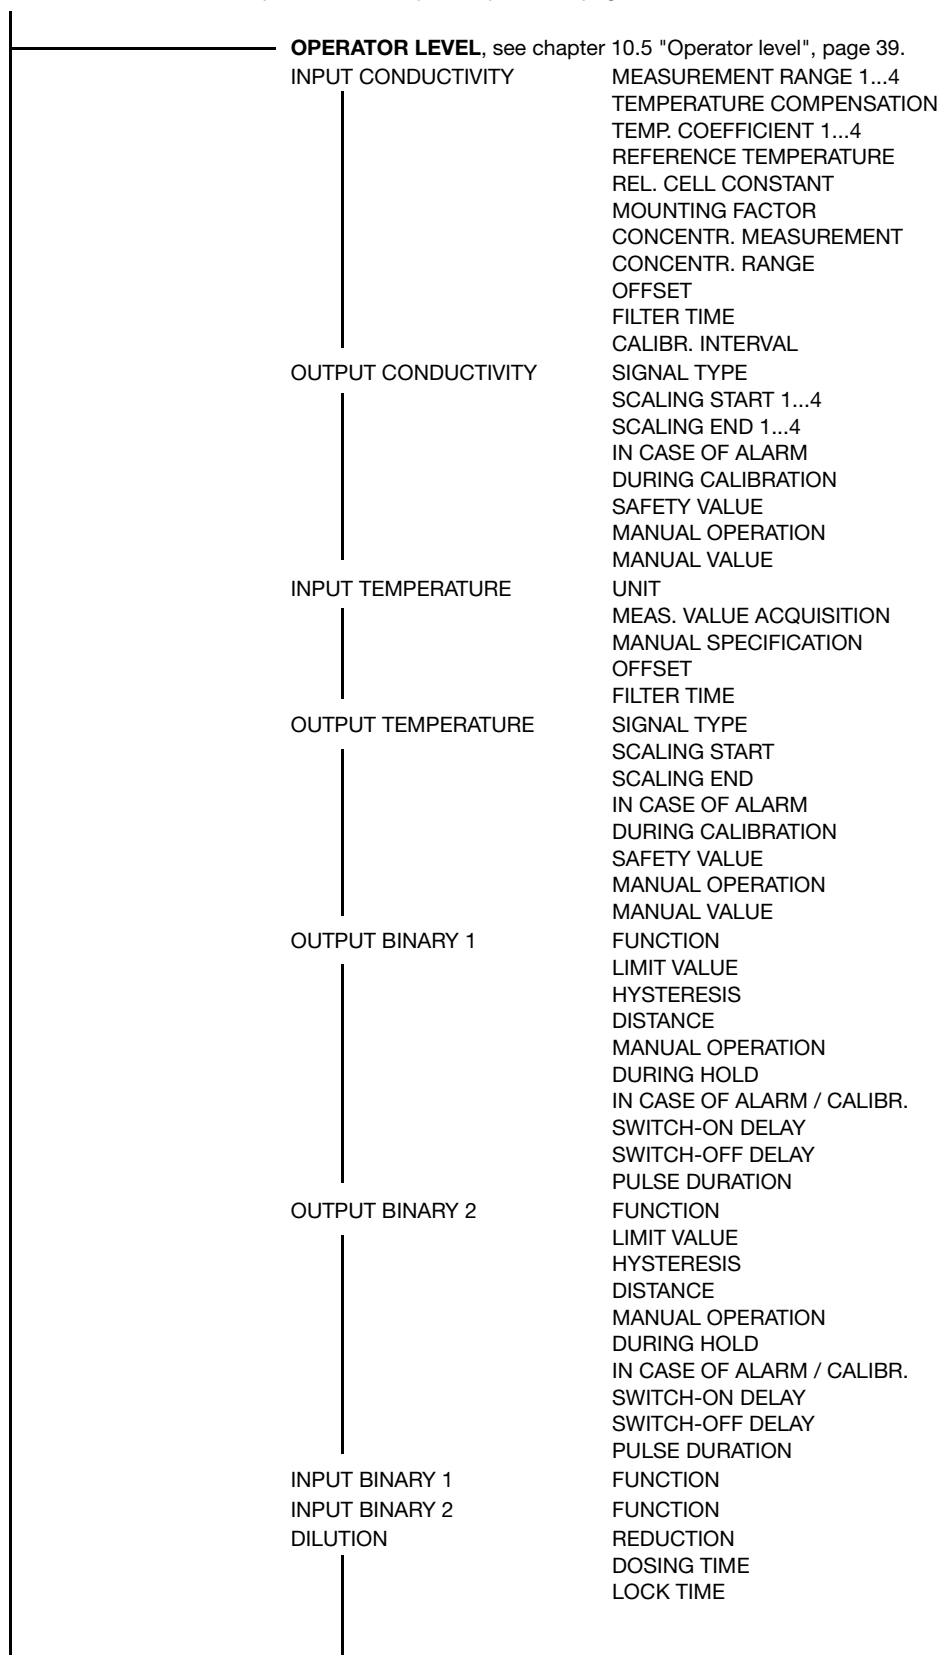 OPERATOR LEVEL, see chapter 10.5 "Operator level", page 39.
INPUT CONDUCTIVITY MEASUREMENT RANGE 1...4
TEMPERATURE COMPENSATION
TEMP. COEFFICIENT 1...4
REFERENCE TEMPERATURE
REL. CELL CONSTANT
MOUNTING FACTOR
CONCENTR. MEASUREMENT
CONCENTR. RANGE
OFFSET
FILTER TIME
CALIBR. INTERVAL
OUTPUT CONDUCTIVITY SIGNAL TYPE
SCALING START 1...4
SCALING END 1...4
IN CASE OF ALARM
DURING CALIBRATION
SAFETY VALUE
MANUAL OPERATION
MANUAL VALUE
INPUT TEMPERATURE UNIT
MEAS. VALUE ACQUISITION
MANUAL SPECIFICATION
OFFSET
FILTER TIME
OUTPUT TEMPERATURE SIGNAL TYPE
SCALING START
SCALING END
IN CASE OF ALARM
DURING CALIBRATION
SAFETY VALUE
MANUAL OPERATION
MANUAL VALUE
OUTPUT BINARY 1 FUNCTION
LIMIT VALUE
HYSTERESIS
DISTANCE
MANUAL OPERATION
DURING HOLD
IN CASE OF ALARM / CALIBR.
SWITCH-ON DELAY
SWITCH-OFF DELAY
PULSE DURATION
OUTPUT BINARY 2 FUNCTION
LIMIT VALUE
HYSTERESIS
DISTANCE
MANUAL OPERATION
DURING HOLD
IN CASE OF ALARM / CALIBR.
SWITCH-ON DELAY
SWITCH-OFF DELAY
PULSE DURATION
INPUT BINARY 1 FUNCTION
INPUT BINARY 2 FUNCTION
DILUTION REDUCTION
DOSING TIME
LOCK TIME